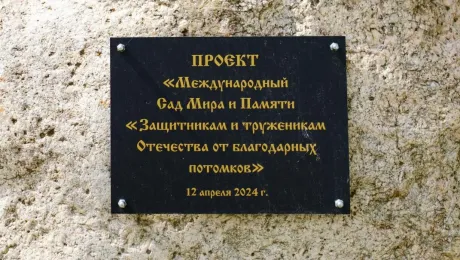 ПРОЕКТ
«Международный
Сад Мира и Памяти
«Защитникам и труженикам
Отечества от благодарных
потомков»
12 апреля 2024 г.